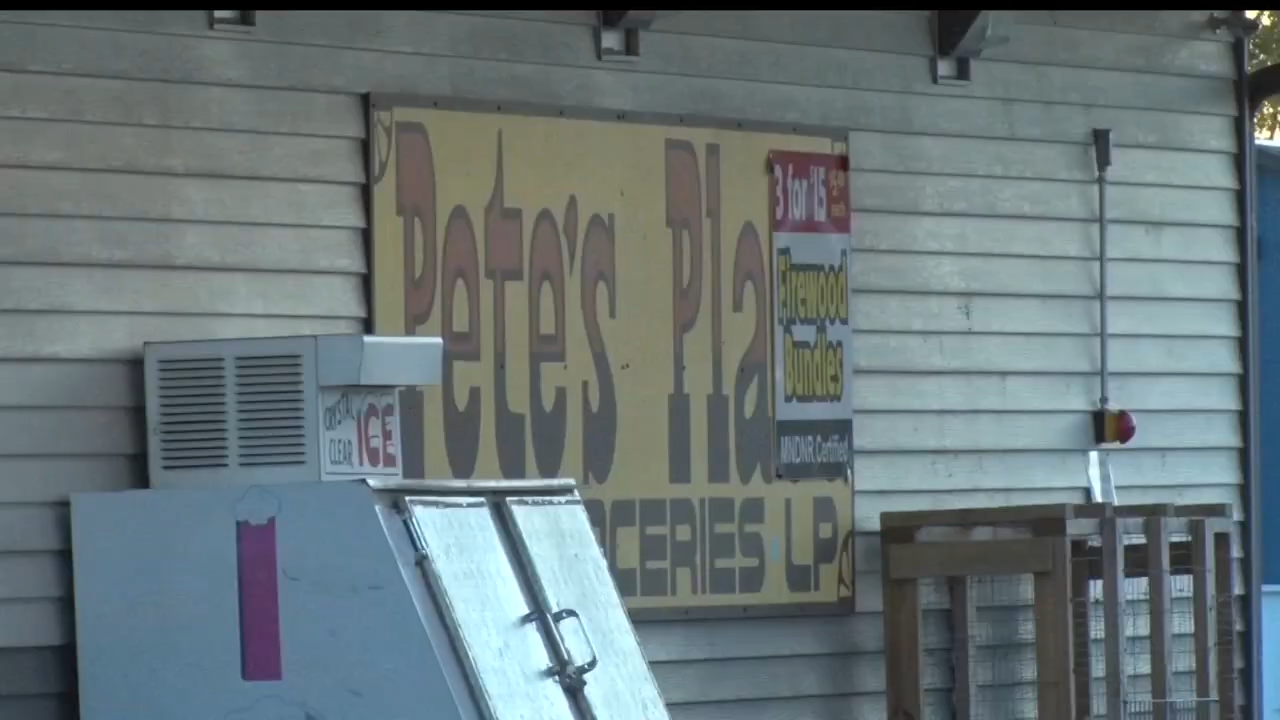 Pete's Pla
CERIES·LP
3 for $15
Firewood
Bundles
MNDNR Certified
CRYSTAL
CLEAR
ICE